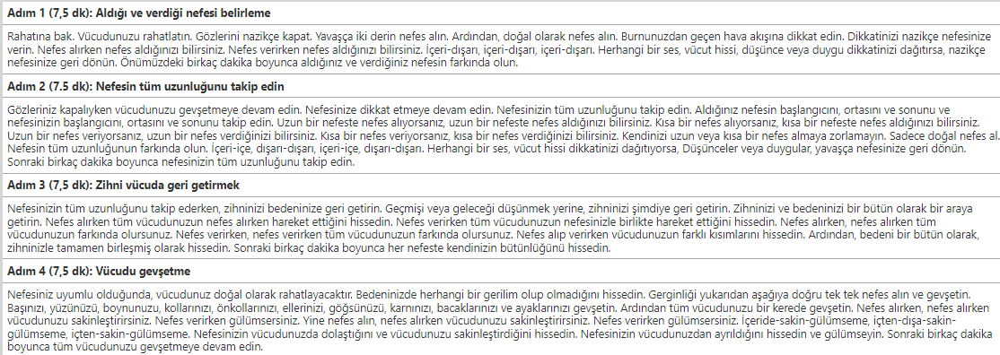 Adım 1 (7,5 dk): Aldığı ve verdiği nefesi belirleme
Rahatına bak. Vücudunuzu rahatlatın. Gözlerini nazikçe kapat. Yavaşça iki derin nefes alın. Ardından, doğal olarak nefes alın. Burnunuzdan geçen hava akışına dikkat edin. Dikkatinizi nazikçe nefesinize
verin. Nefes alırken nefes aldığınızı bilirsiniz. Nefes verirken nefes aldığınızı bilirsiniz. İçeri-dışarı, içeri-dışarı, içeri-dışarı. Herhangi bir ses, vücut hissi, düşünce veya duygu dikkatinizi dağıtırsa, nazikçe
nefesinize geri dönün. Önümüzdeki birkaç dakika boyunca aldığınız ve verdiğiniz nefesin farkında olun.
Adım 2 (7.5 dk): Nefesin tüm uzunluğunu takip edin
Gözleriniz kapalıyken vücudunuzu gevşetmeye devam edin. Nefesinize dikkat etmeye devam edin. Nefesinizin tüm uzunluğunu takip edin. Aldığınız nefesin başlangıcını, ortasını ve sonunu ve
nefesinizin başlangıcını, ortasını ve sonunu takip edin. Uzun bir nefeste nefes alıyorsanız, uzun bir nefeste nefes aldığınızı bilirsiniz. Kısa bir nefes alıyorsanız, kısa bir nefeste nefes aldığınızı bilirsiniz.
Uzun bir nefes veriyorsanız, uzun bir nefes verdiğinizi bilirsiniz. Kısa bir nefes veriyorsanız, kısa bir nefes verdiğinizi bilirsiniz. Kendinizi uzun veya kısa bir nefes almaya zorlamayın. Sadece doğal nefes al.
Nefesin tüm uzunluğunun farkında olun. İçeri-içe, dışarı-dışarı, içeri-içe, dışarı-dışarı. Herhangi bir ses, vücut hissi dikkatinizi dağıtıyorsa, Düşünceler veya duygular, yavaşça nefesinize geri dönün.
Sonraki birkaç dakika boyunca nefesinizin tüm uzunluğunu takip edin.
Adım 3 (7,5 dk): Zihni vücuda geri getirmek
Nefesinizin tüm uzunluğunu takip ederken, zihninizi bedeninize geri getirin. Geçmişi veya geleceği düşünmek yerine, zihninizi şimdiye geri getirin. Zihninizi ve bedeninizi bir bütün olarak bir araya
getirin. Nefes alırken tüm vücudunuzun nefes alırken hareket ettiğini hissedin. Nefes verirken tüm vücudunuzun nefesinizle birlikte hareket ettiğini hissedin. Nefes alırken, nefes alırken tüm
vücudunuzun farkında olursunuz. Nefes verirken, nefes verirken tüm vücudunuzun farkında olursunuz. Nefes alıp verirken vücudunuzun farklı kısımlarını hissedin. Ardından, bedeni bir bütün olarak,
zihninizle tamamen birleşmiş olarak hissedin. Sonraki birkaç dakika boyunca her nefeste kendinizin bütünlüğünü hissedin.
Adım 4 (7,5 dk): Vücudu gevşetme
Nefesiniz uyumlu olduğunda, vücudunuz doğal olarak rahatlayacaktır. Bedeninizde herhangi bir gerilim olup olmadığını hissedin. Gerginliği yukarıdan aşağıya doğru tek tek nefes alın ve gevşetin.
Başınızı, yüzünüzü, boynunuzu, kollarınızı, önkollarınızı, ellerinizi, göğsünüzü, karnınızı, bacaklarınızı ve ayaklarınızı gevşetin. Ardından tüm vücudunuzu bir kerede gevşetin. Nefes alırken, nefes alırken
vücudunuzu sakinleştirirsiniz. Nefes verirken gülümsersiniz. Yine nefes alın, nefes alırken vücudunuzu sakinleştirirsiniz. Nefes verirken gülümsersiniz. İçeride-sakin-gülümseme, içten-dışa-sakin-
gülümseme, içten-sakin-gülümseme. Nefesinizin vücudunuzda dolaştığını ve vücudunuzu sakinleştirdiğini hissedin. Nefesinizin vücudunuzdan ayrıldığını hissedin ve gülümseyin. Sonraki birkaç dakika
boyunca tüm vücudunuzu gevşetmeye devam edin.